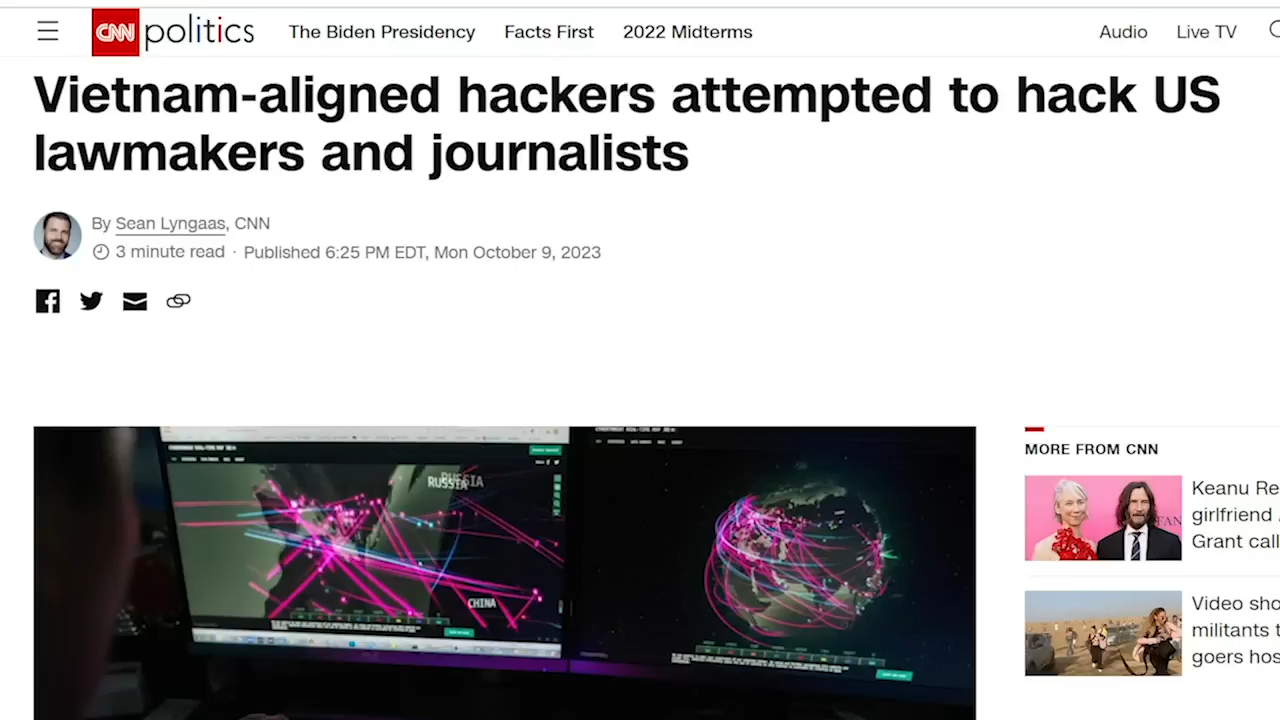 CNN politics The Biden Presidency Facts First 2022 Midterms Audio Live TV
Vietnam-aligned hackers attempted to hack US
lawmakers and journalists
By Sean Lyngaas, CNN
3 minute read · Published 6:25 PM EDT, Mon October 9, 2023
RUSSIA
RUSSIA
CHINA
MORE FROM CNN
Keanu Re
girlfriend
Grant call
Video sho
militants t
goers hos